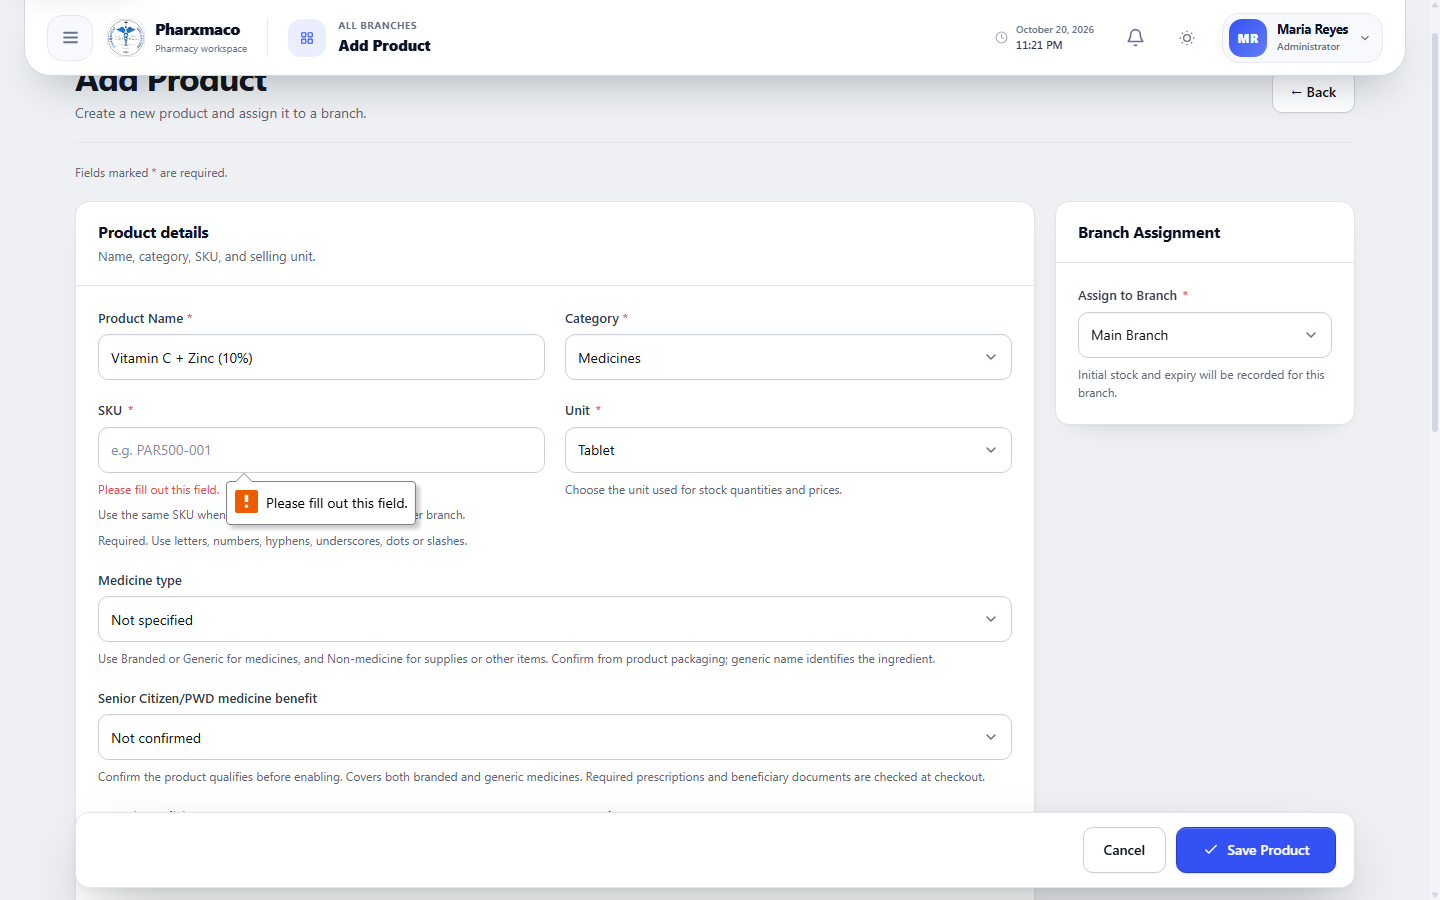 Pharxmaco
Pharmacy workspace
ALL BRANCHES
Add Product
October 20, 2026
11:21 PM
MR
Maria Reyes
Administrator
Add Product
Create a new product and assign it to a branch.
← Back
Fields marked * are required.
Product details
Name, category, SKU, and selling unit.
Product Name *
Vitamin C + Zinc (10%)
Category *
Medicines
SKU *
e.g. PAR500-001
Unit *
Tablet
Please fill out this field.
! Please fill out this field.
Choose the unit used for stock quantities and prices.
Use the same SKU when
branch.
Required. Use letters, numbers, hyphens, underscores, dots or slashes.
Medicine type
Not specified
Use Branded or Generic for medicines, and Non-medicine for supplies or other items. Confirm from product packaging; generic name identifies the ingredient.
Senior Citizen/PWD medicine benefit
Not confirmed
Confirm the product qualifies before enabling. Covers both branded and generic medicines. Required prescriptions and beneficiary documents are checked at checkout.
Branch Assignment
Assign to Branch *
Main Branch
Initial stock and expiry will be recorded for this
branch.
Cancel
Save Product